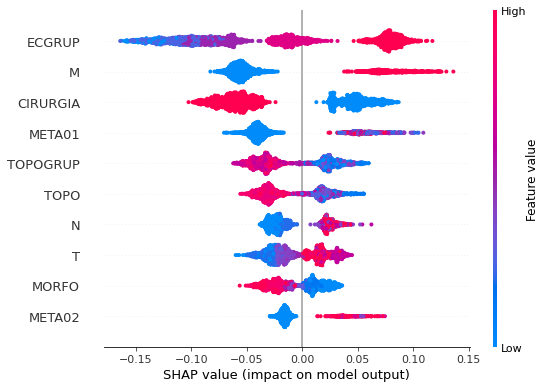 High
ECGRUP
M
CIRURGIA
META01
TOPOGRUP
TOPO
N
T
MORFO
META02
Feature value
Low
−0.15 −0.10 −0.05 0.00 0.05 0.10 0.15
SHAP value (impact on model output)